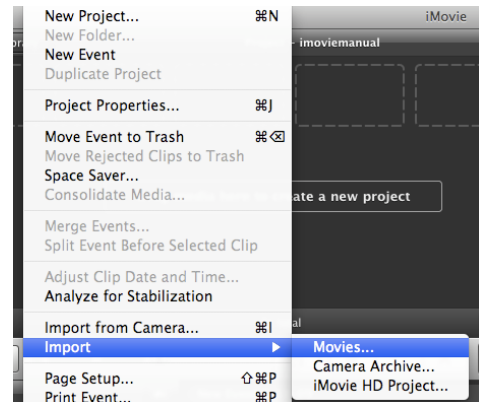 New Project... ⌘N
iMovie
New Folder...
New Event
- imoviemanual
Duplicate Project
Project Properties... ⌘J
Move Event to Trash ⌘⌫
Move Rejected Clips to Trash
Space Saver...
Consolidate Media...
ate a new project
Merge Events...
Split Event Before Selected Clip
Adjust Clip Date and Time...
Analyze for Stabilization
Import from Camera... ⌘I
al
Import ▶
Movies...
Camera Archive...
iMovie HD Project...
Page Setup... ⇧⌘P
Print Event... ⌘P